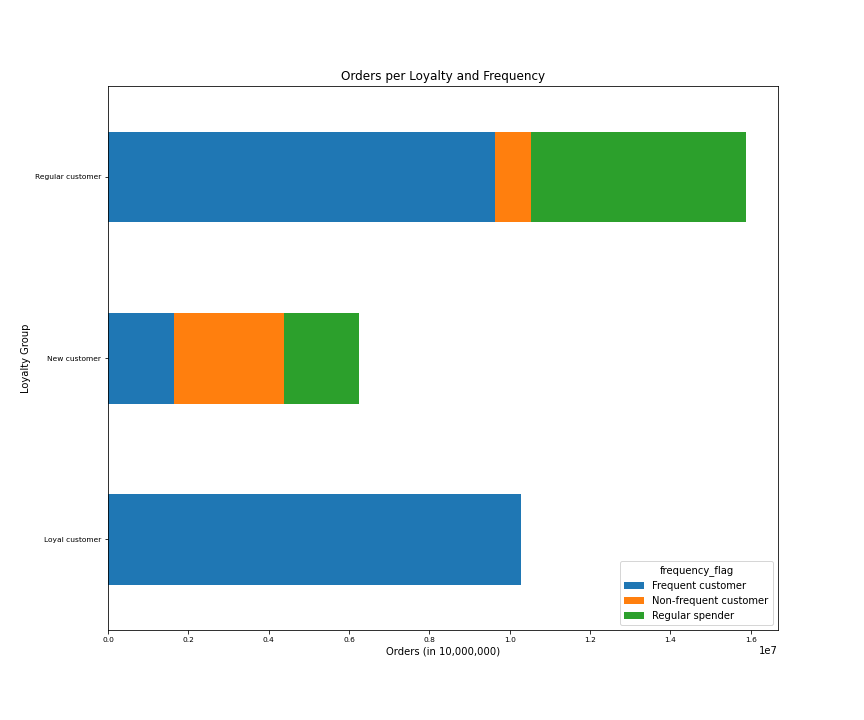 Orders per Loyalty and Frequency
Loyalty Group
Regular customer
New customer
Loyal customer
frequency_flag
Frequent customer
Non-frequent customer
Regular spender
0.0 0.2 0.4 0.6 0.8 1.0 1.2 1.4 1.6
Orders (in 10,000,000)
1e7